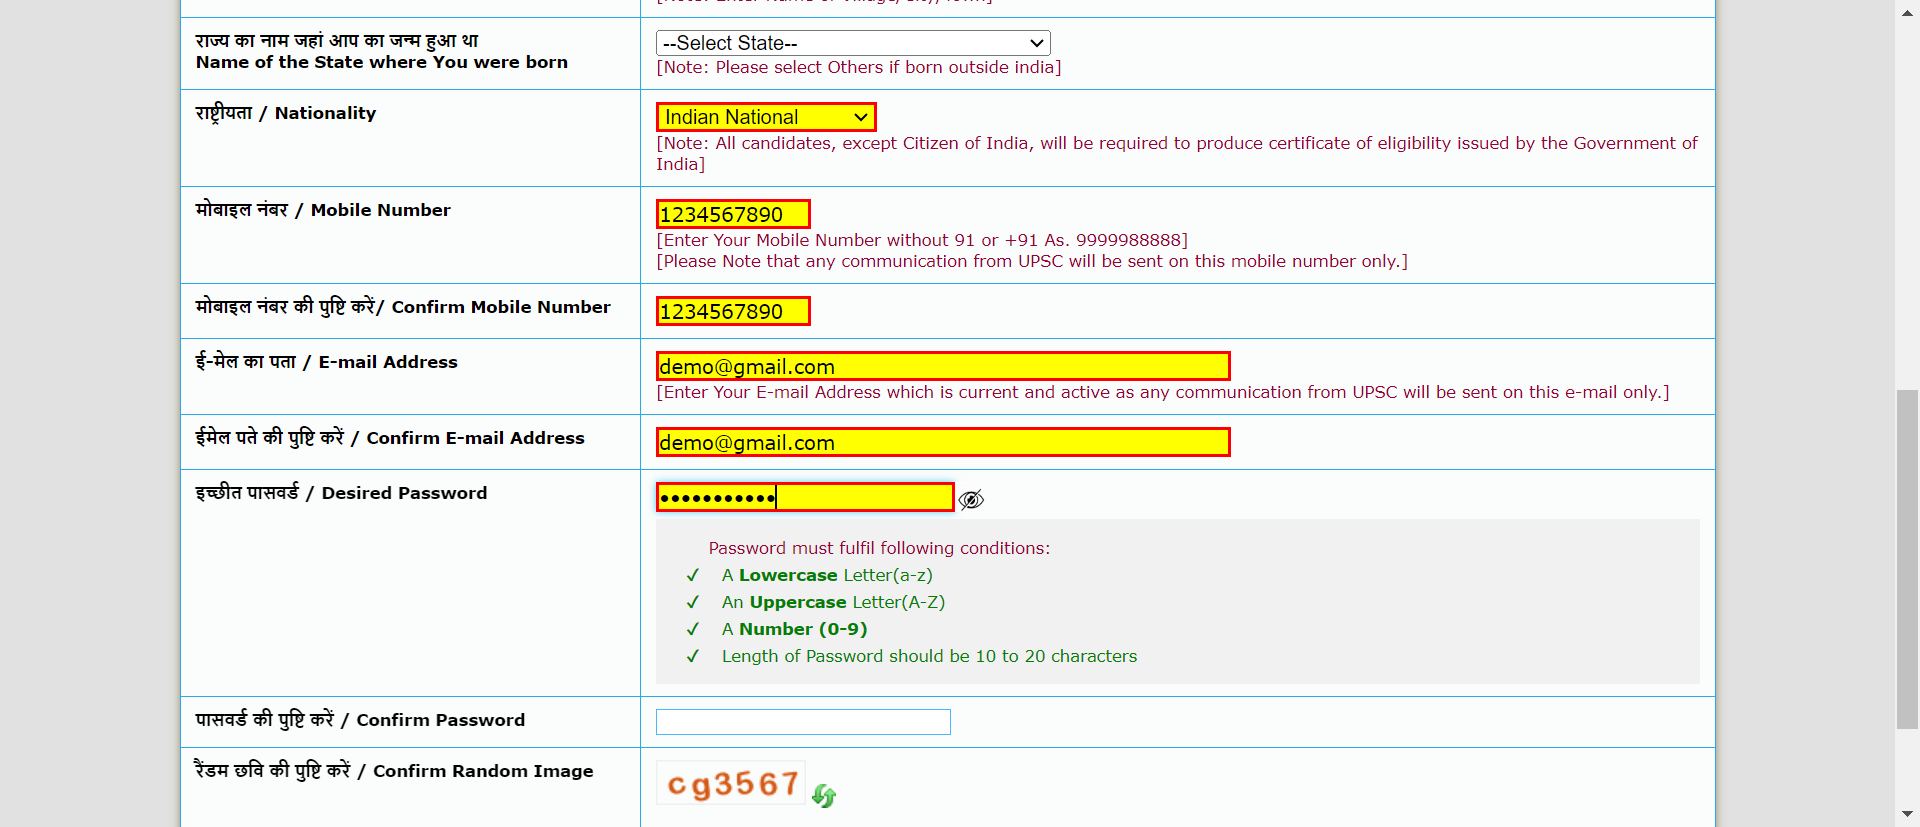 राज्य का नाम जहां आप का जन्म हुआ था
Name of the State where You were born
--Select State--
[Note: Please select Others if born outside india]
राष्ट्रीयता / Nationality
Indian National
[Note: All candidates, except Citizen of India, will be required to produce certificate of eligibility issued by the Government of
India]
मोबाइल नंबर / Mobile Number
1234567890
[Enter Your Mobile Number without 91 or +91 As. 9999988888]
[Please Note that any communication from UPSC will be sent on this mobile number only.]
मोबाइल नंबर की पुष्टि करें/ Confirm Mobile Number
1234567890
ई-मेल का पता / E-mail Address
demo@gmail.com
[Enter Your E-mail Address which is current and active as any communication from UPSC will be sent on this e-mail only.]
ईमेल पते की पुष्टि करें / Confirm E-mail Address
demo@gmail.com
इच्छीत पासवर्ड / Desired Password
•••••••••••
Password must fulfil following conditions:
✓ A Lowercase Letter(a-z)
✓ An Uppercase Letter(A-Z)
✓ A Number (0-9)
✓ Length of Password should be 10 to 20 characters
पासवर्ड की पुष्टि करें / Confirm Password
रैंडम छवि की पुष्टि करें / Confirm Random Image
cg3567